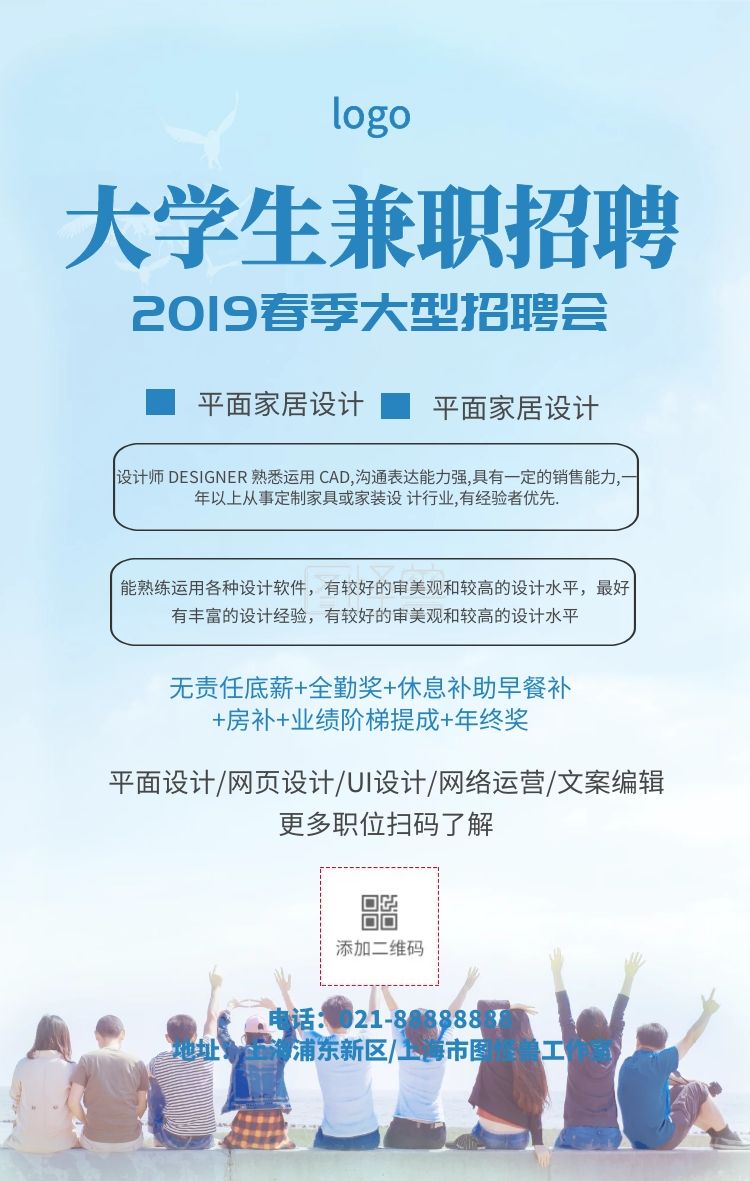 logo
大学生兼职招聘
2019春季大型招聘会
平面家居设计 平面家居设计
设计师 DESIGNER 熟悉运用 CAD,沟通表达能力强,具有一定的销售能力,一
年以上从事定制家具或家装设 计行业,有经验者优先.
能熟练运用各种设计软件，有较好的审美观和较高的设计水平，最好
有丰富的设计经验，有较好的审美观和较高的设计水平
无责任底薪+全勤奖+休息补助早餐补
+房补+业绩阶梯提成+年终奖
平面设计/网页设计/UI设计/网络运营/文案编辑
更多职位扫码了解
添加二维码
电话：021-88888888
地址：上海浦东新区/上海市图怪兽工作室
图怪兽